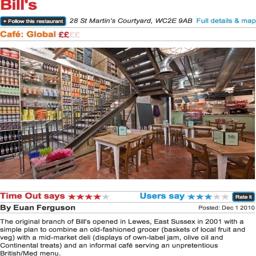 Bill's
+ Follow this restaurant 28 St Martin's Courtyard, WC2E 9AB Full details & map
Café: Global ££££
Time Out says ★★★★★ Users say ★★★★★ Rate it
By Euan Ferguson Posted: Dec 1 2010
The original branch of Bill's opened in Lewes, East Sussex in 2001 with a
simple plan to combine an old-fashioned grocer (baskets of local fruit and
veg) with a mid-market deli (displays of own-label jam, olive oil and
Continental treats) and an informal café serving an unpretentious
British/Med menu.